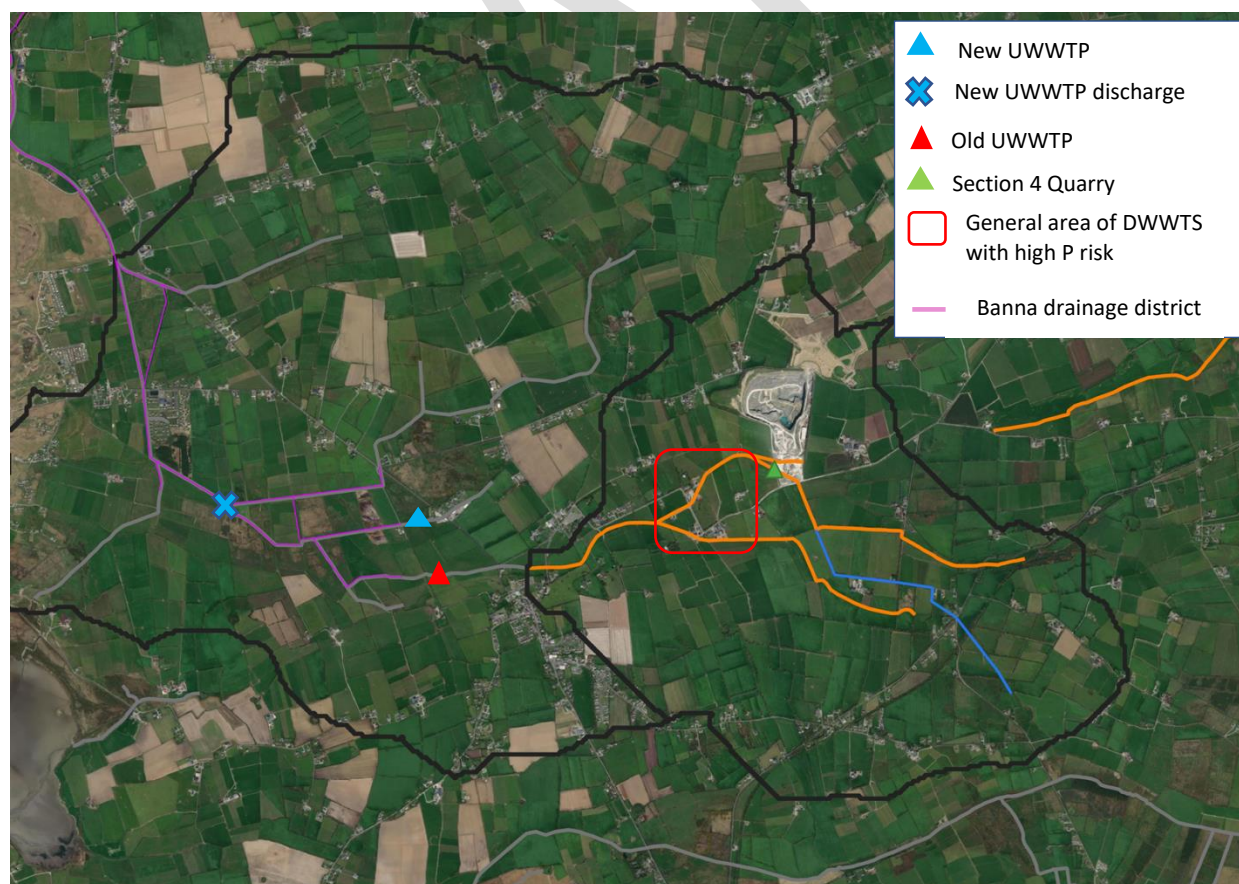 New UWWTP
New UWWTP discharge
Old UWWTP
Section 4 Quarry
General area of DWWTS
with high P risk
Banna drainage district